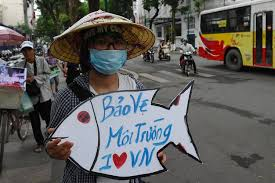 Bảo Vệ
Môi Trường
I ♥ VN